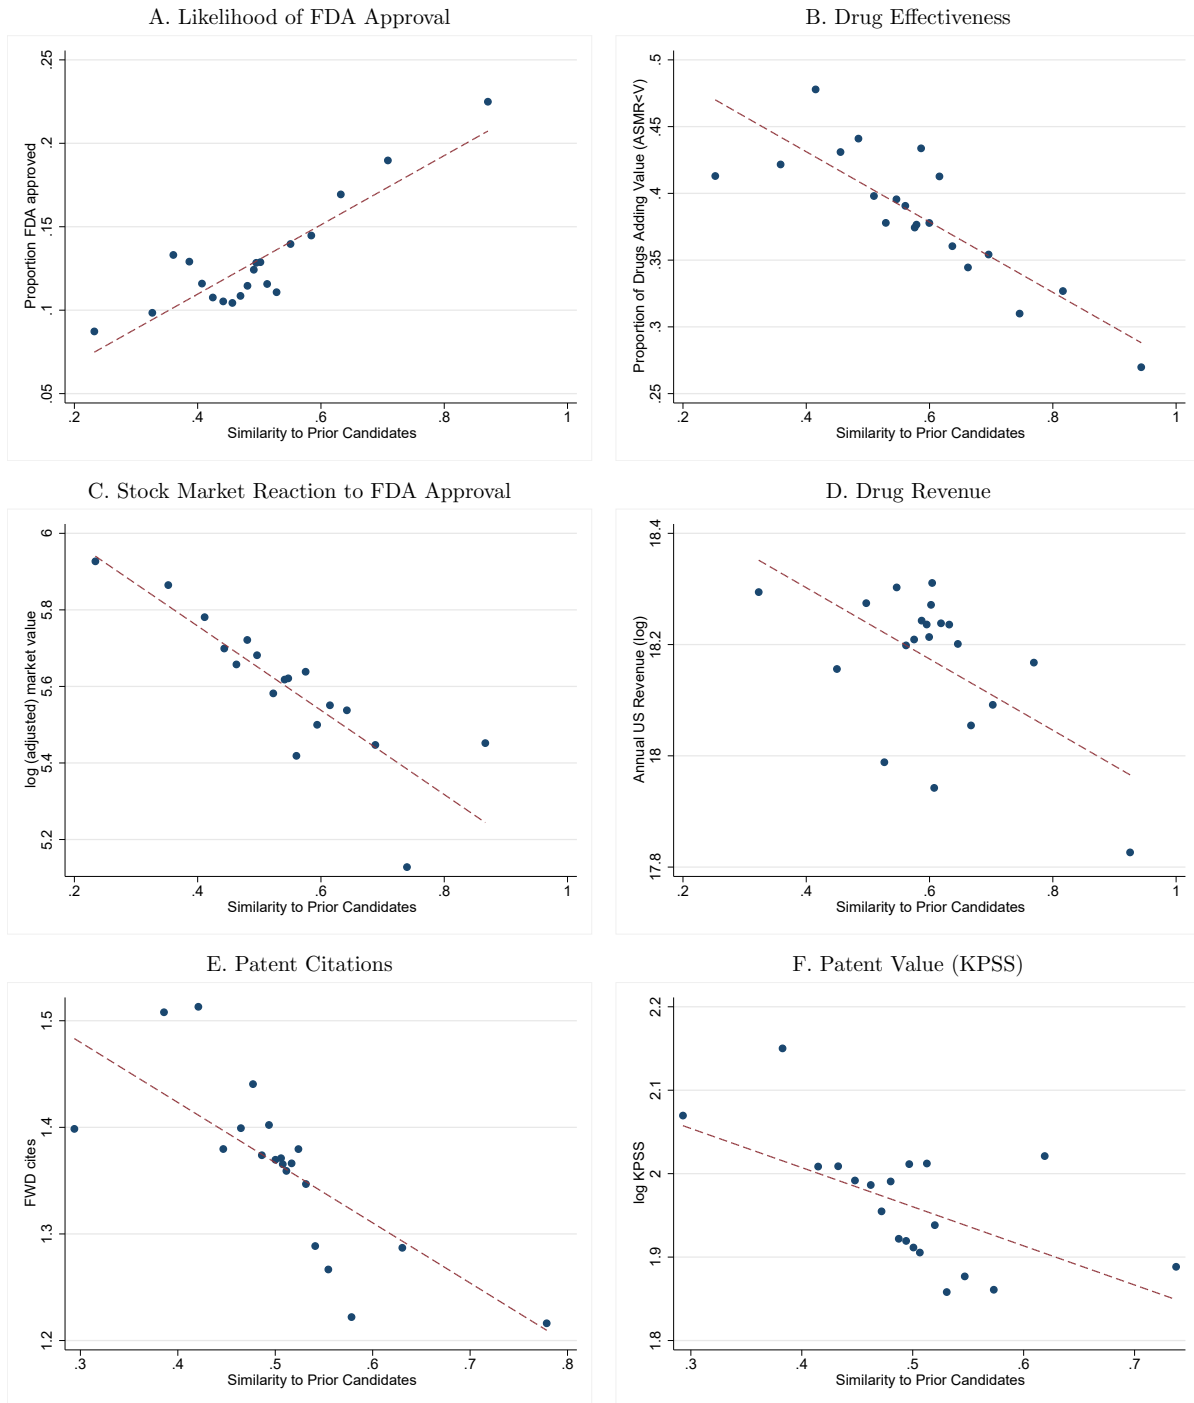 A. Likelihood of FDA Approval
Proportion FDA approved
.25
.2
.15
.1
.05
.2 .4 .6 .8 1
Similarity to Prior Candidates
B. Drug Effectiveness
Proportion of Drugs Adding Value (ASMR<V)
.5
.45
.4
.35
.3
.25
.2 .4 .6 .8 1
Similarity to Prior Candidates
C. Stock Market Reaction to FDA Approval
log (adjusted) market value
6
5.8
5.6
5.4
5.2
.2 .4 .6 .8 1
Similarity to Prior Candidates
D. Drug Revenue
Annual US Revenue (log)
18.4
18.2
18
17.8
.2 .4 .6 .8 1
Similarity to Prior Candidates
E. Patent Citations
FWD cites
1.5
1.4
1.3
1.2
.3 .4 .5 .6 .7 .8
Similarity to Prior Candidates
F. Patent Value (KPSS)
log KPSS
2.2
2.1
2
1.9
1.8
.3 .4 .5 .6 .7
Similarity to Prior Candidates